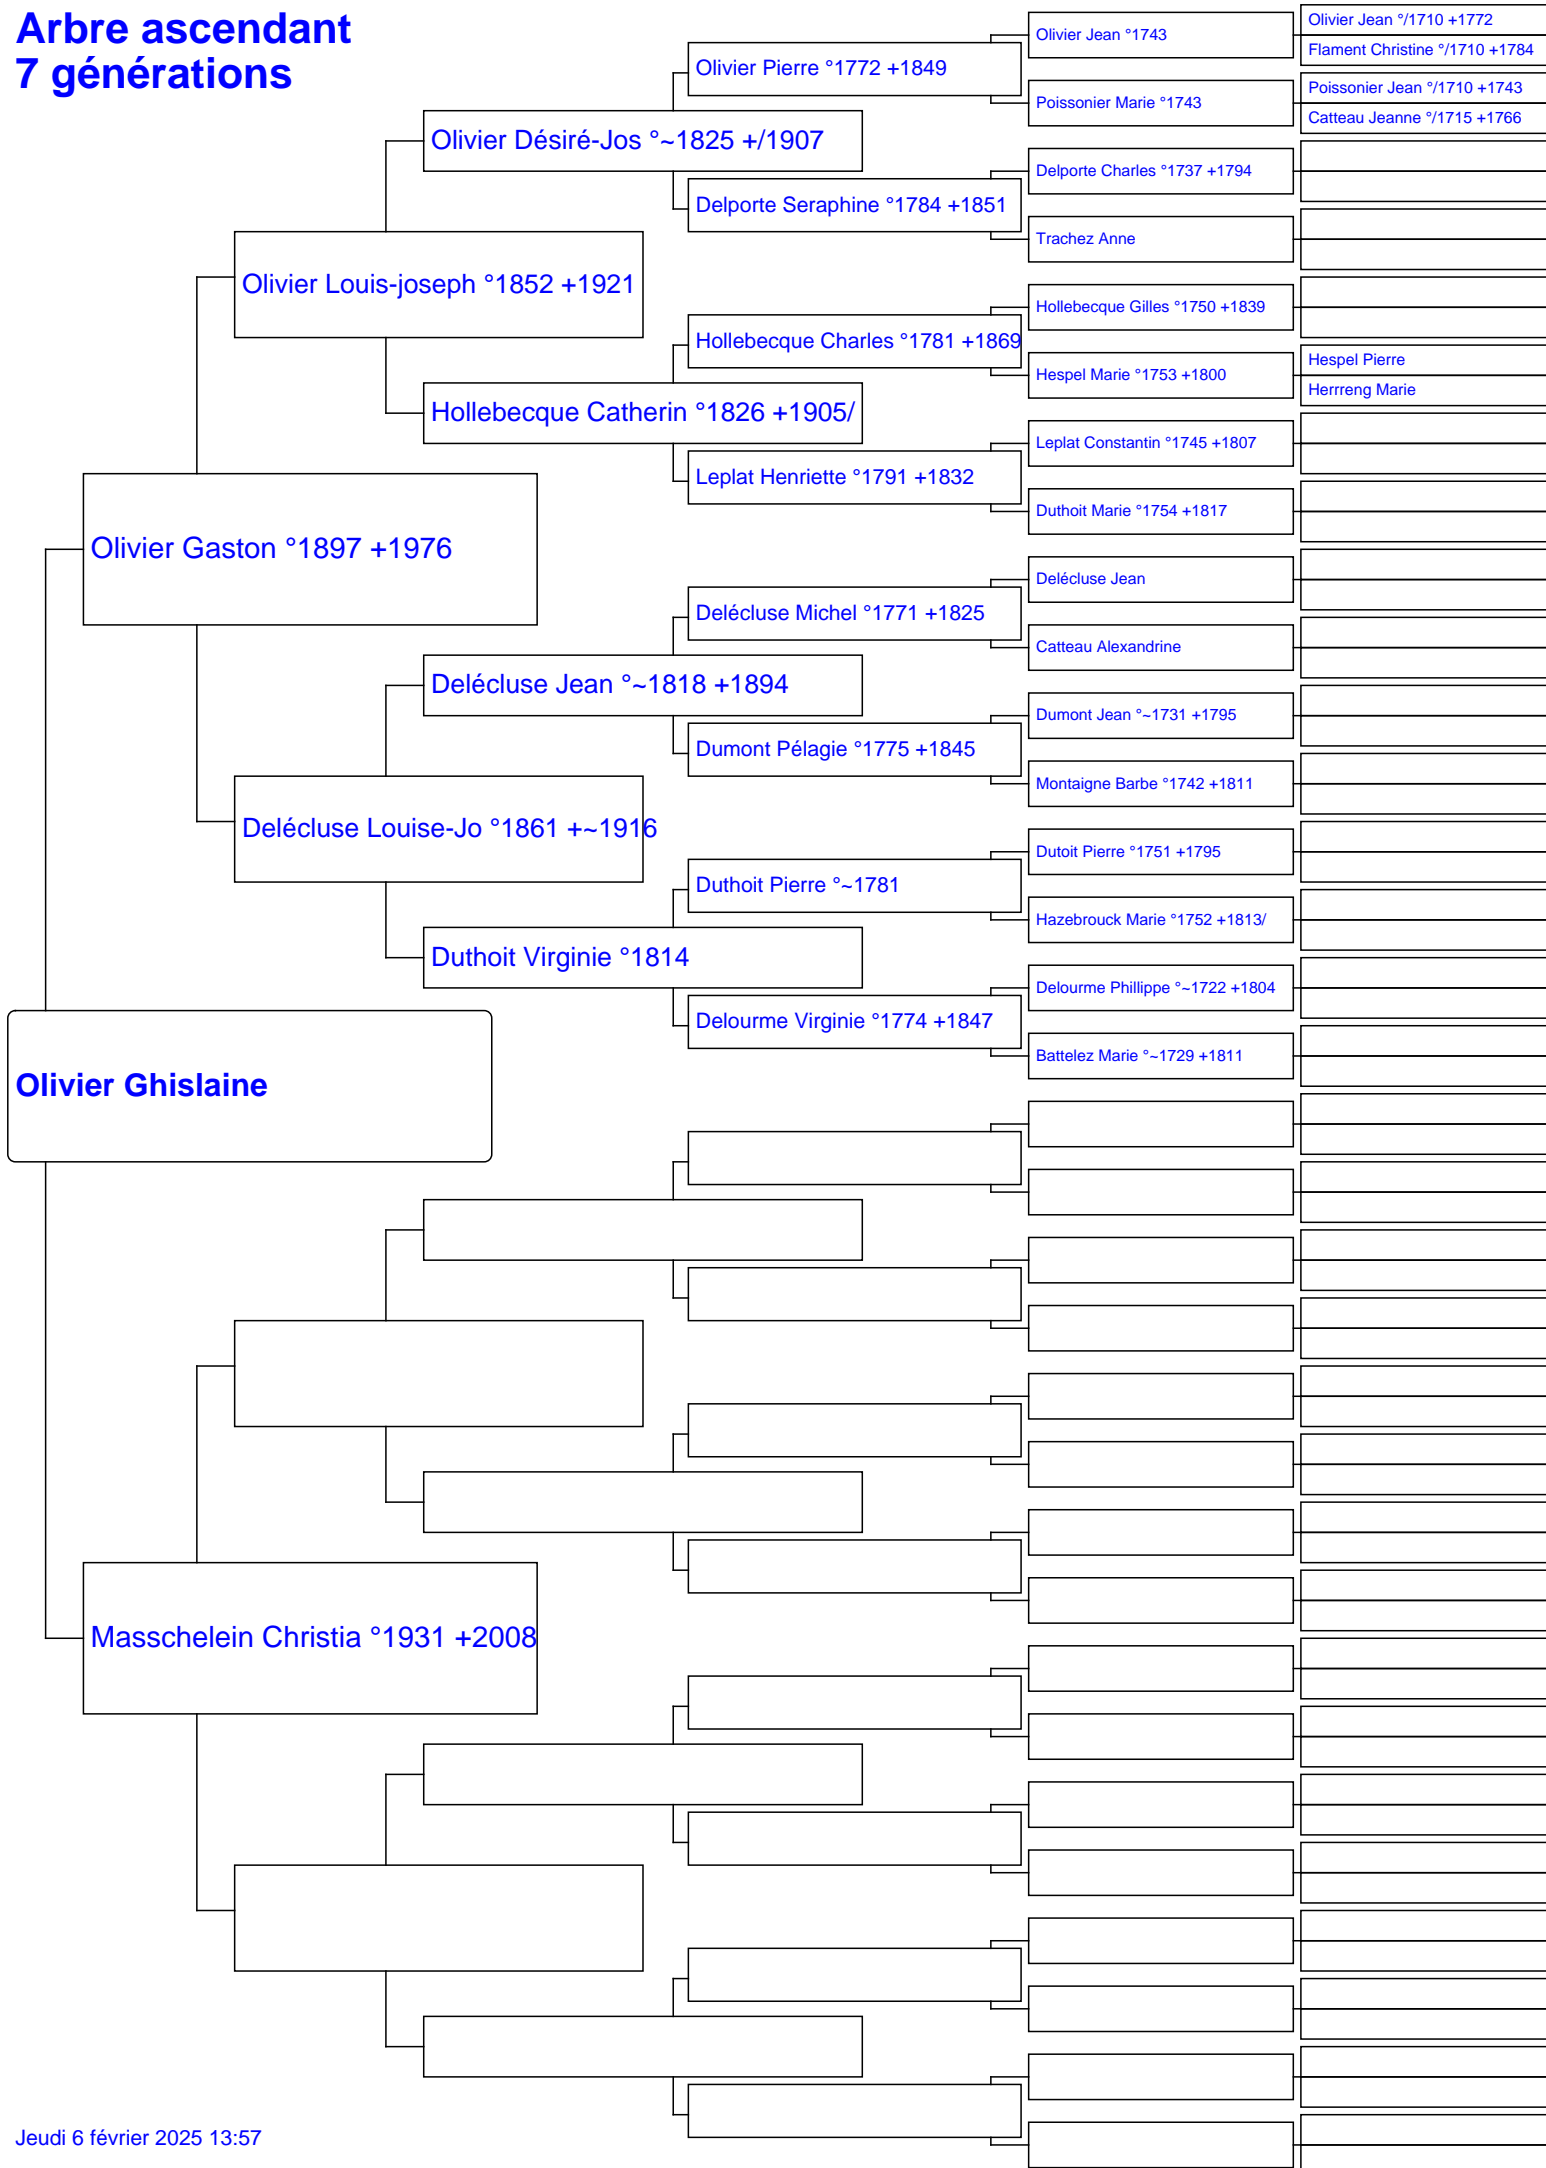 Arbre ascendant
7 générations
Olivier Jean °/1710 +1772
Olivier Jean °1743
Flament Christine °/1710 +1784
Olivier Pierre °1772 +1849
Poissonier Jean °/1710 +1743
Poissonier Marie °1743
Catteau Jeanne °/1715 +1766
Olivier Désiré-Jos °~1825 +/1907
Delporte Charles °1737 +1794
Delporte Seraphine °1784 +1851
Trachez Anne
Olivier Louis-joseph °1852 +1921
Hollebecque Gilles °1750 +1839
Hollebecque Charles °1781 +1869
Hespel Pierre
Hespel Marie °1753 +1800
Herrreng Marie
Hollebecque Catherin °1826 +1905/
Leplat Constantin °1745 +1807
Leplat Henriette °1791 +1832
Duthoit Marie °1754 +1817
Olivier Gaston °1897 +1976
Delécluse Jean
Delécluse Michel °1771 +1825
Catteau Alexandrine
Delécluse Jean °~1818 +1894
Dumont Jean °~1731 +1795
Dumont Pélagie °1775 +1845
Montaigne Barbe °1742 +1811
Delécluse Louise-Jo °1861 +~1916
Dutoit Pierre °1751 +1795
Duthoit Pierre °~1781
Hazebrouck Marie °1752 +1813/
Duthoit Virginie °1814
Delourme Phillippe °~1722 +1804
Delourme Virginie °1774 +1847
Battelez Marie °~1729 +1811
Olivier Ghislaine
Masschelein Christia °1931 +2008
Jeudi 6 février 2025 13:57